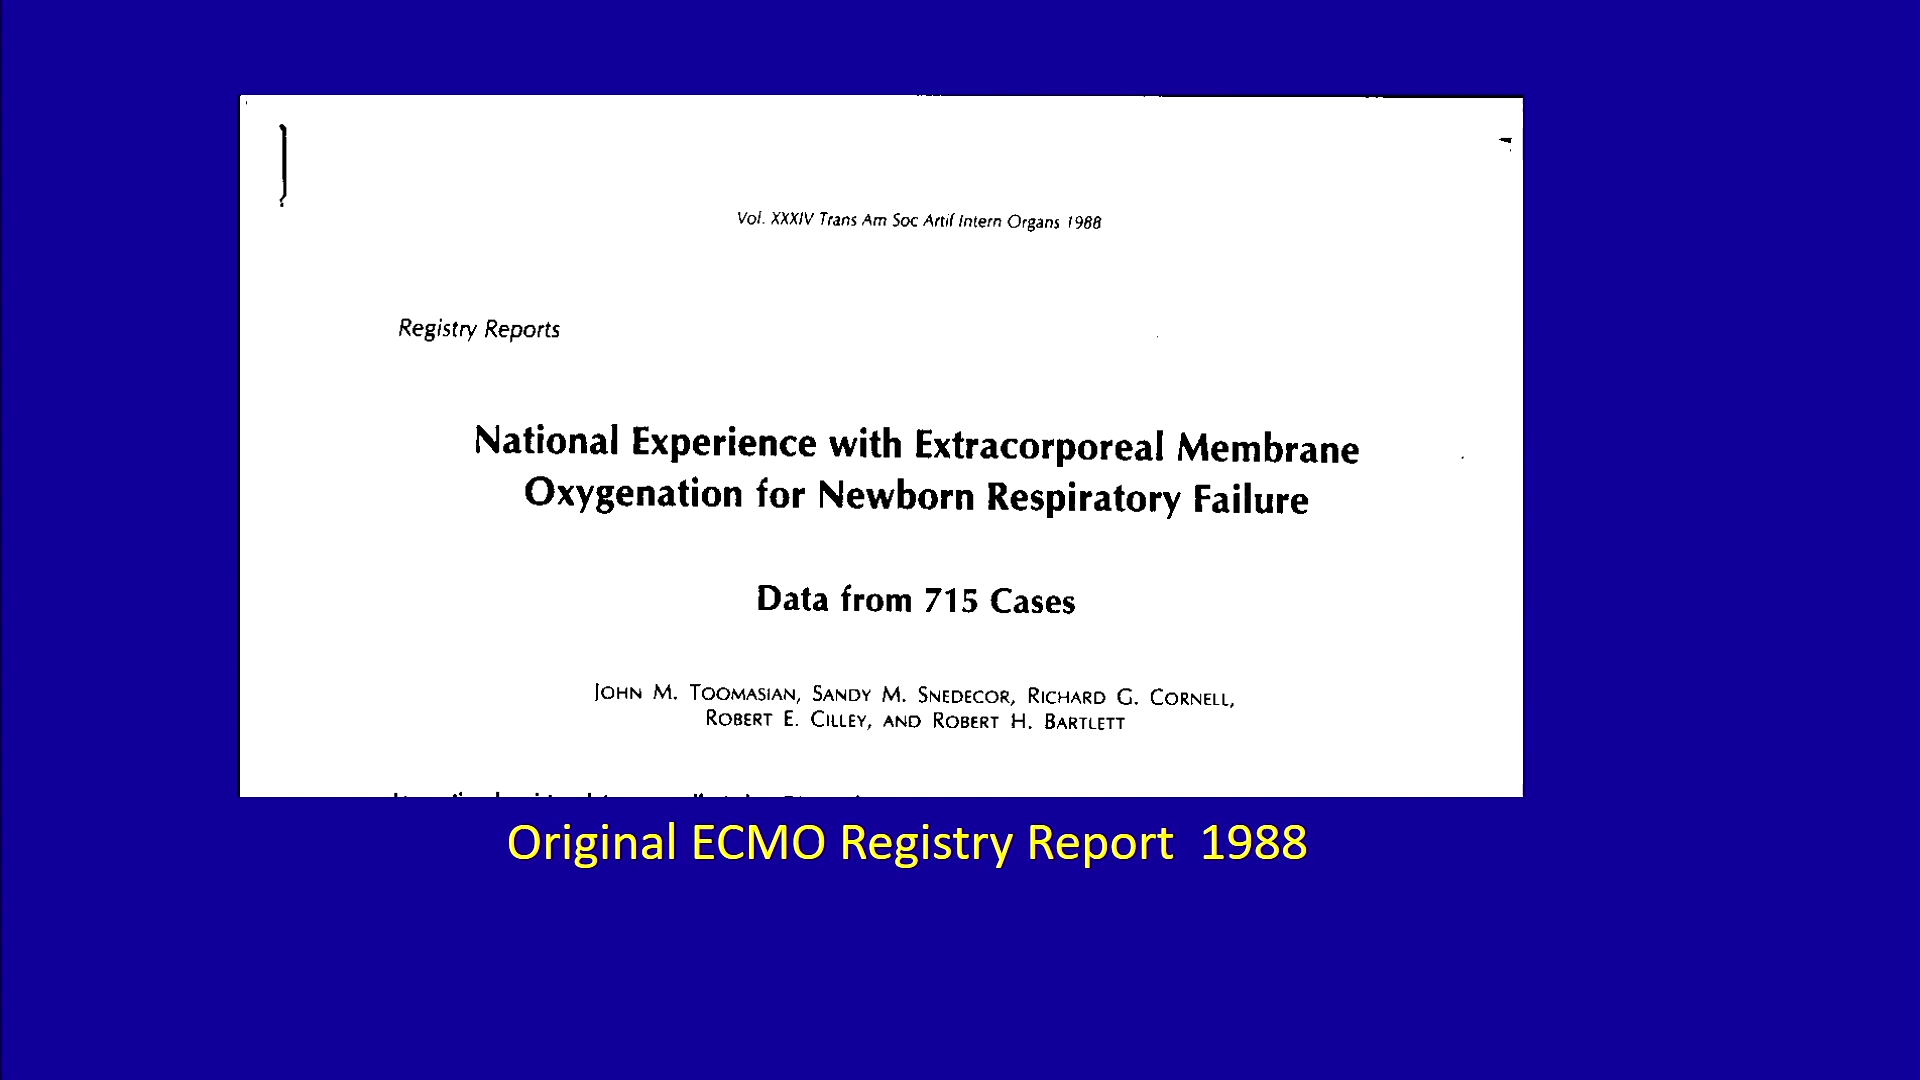 Vol. XXXIV Trans Am Soc Artif Intern Organs 1988
Registry Reports
National Experience with Extracorporeal Membrane
Oxygenation for Newborn Respiratory Failure
Data from 715 Cases
John M. Toomasian, Sandy M. Snedecor, Richard G. Cornell,
Robert E. Cilley, and Robert H. Bartlett
Original ECMO Registry Report 1988